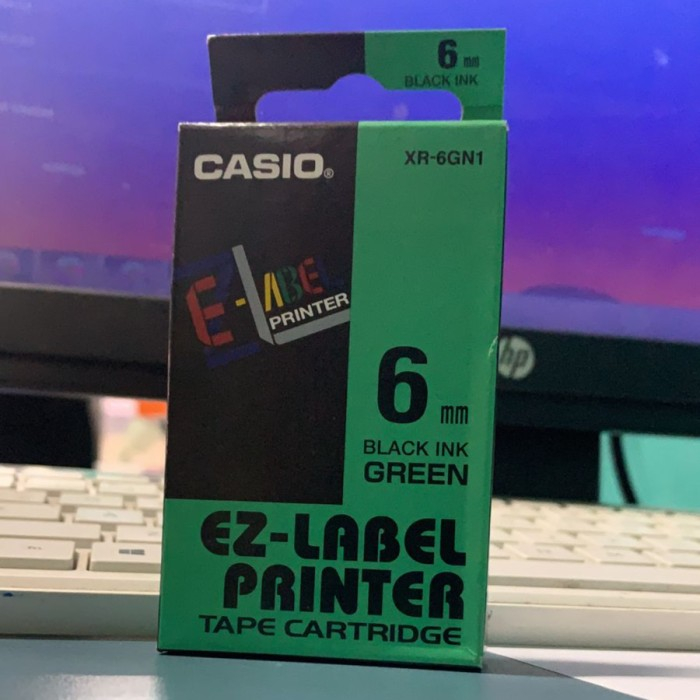 6 mm
BLACK INK
CASIO®
XR-6GN1
E-LABEL
PRINTER
6 mm
BLACK INK
GREEN
EZ-LABEL
PRINTER
TAPE CARTRIDGE
hp